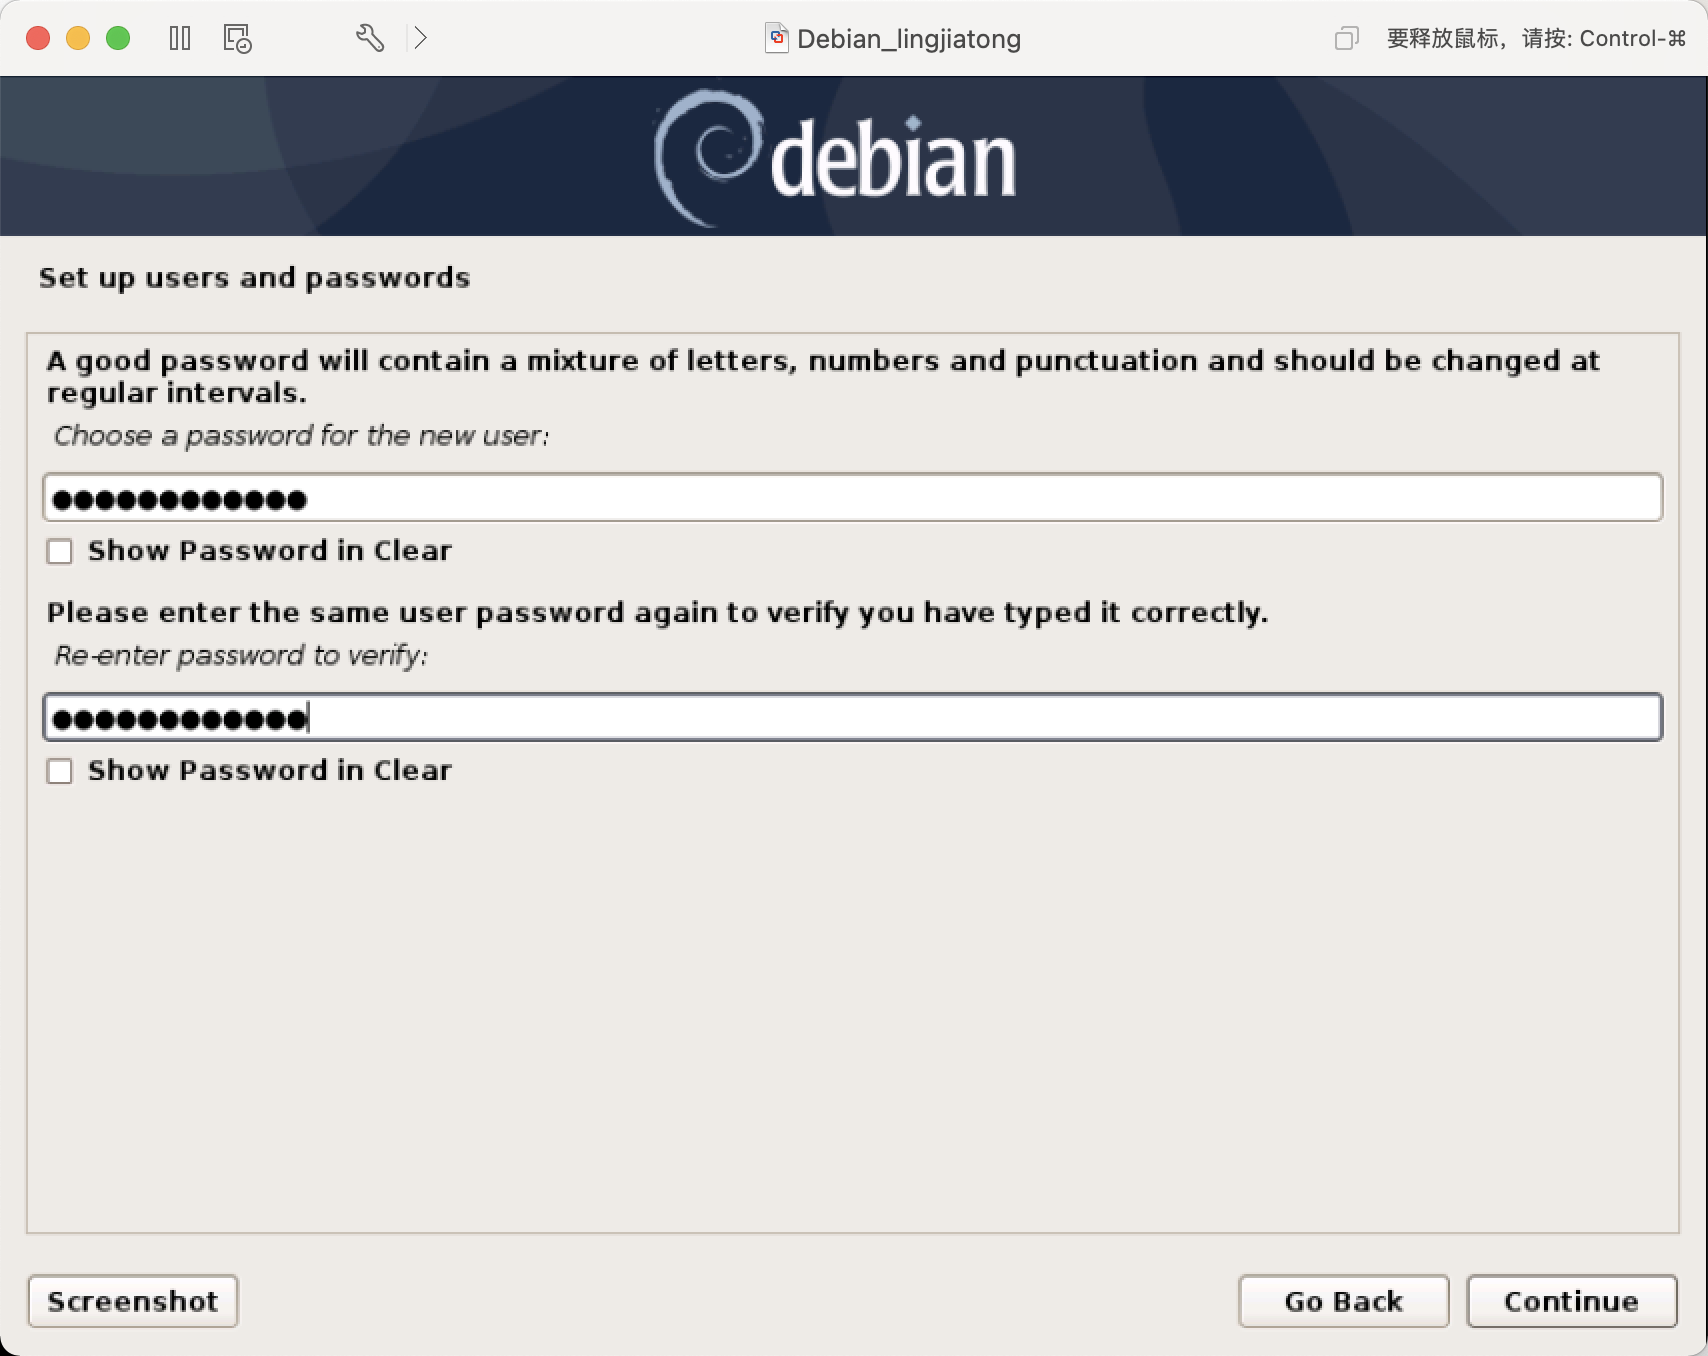 Debian_lingjiatong
要释放鼠标，请按: Control-⌘
debian
Set up users and passwords
A good password will contain a mixture of letters, numbers and punctuation and should be changed at
regular intervals.
Choose a password for the new user:
●●●●●●●●●●●●
Show Password in Clear
Please enter the same user password again to verify you have typed it correctly.
Re-enter password to verify:
●●●●●●●●●●●●
Show Password in Clear
Screenshot
Go Back
Continue